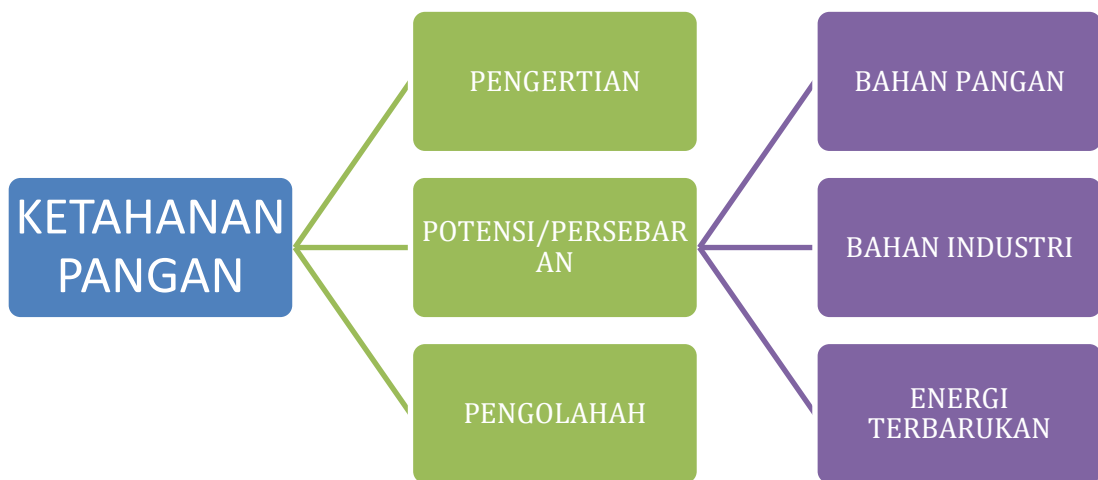 KETAHANAN
PANGAN
PENGERTIAN
POTENSI/PERSEBAR
AN
PENGOLAHAH
BAHAN PANGAN
BAHAN INDUSTRI
ENERGI
TERBARUKAN